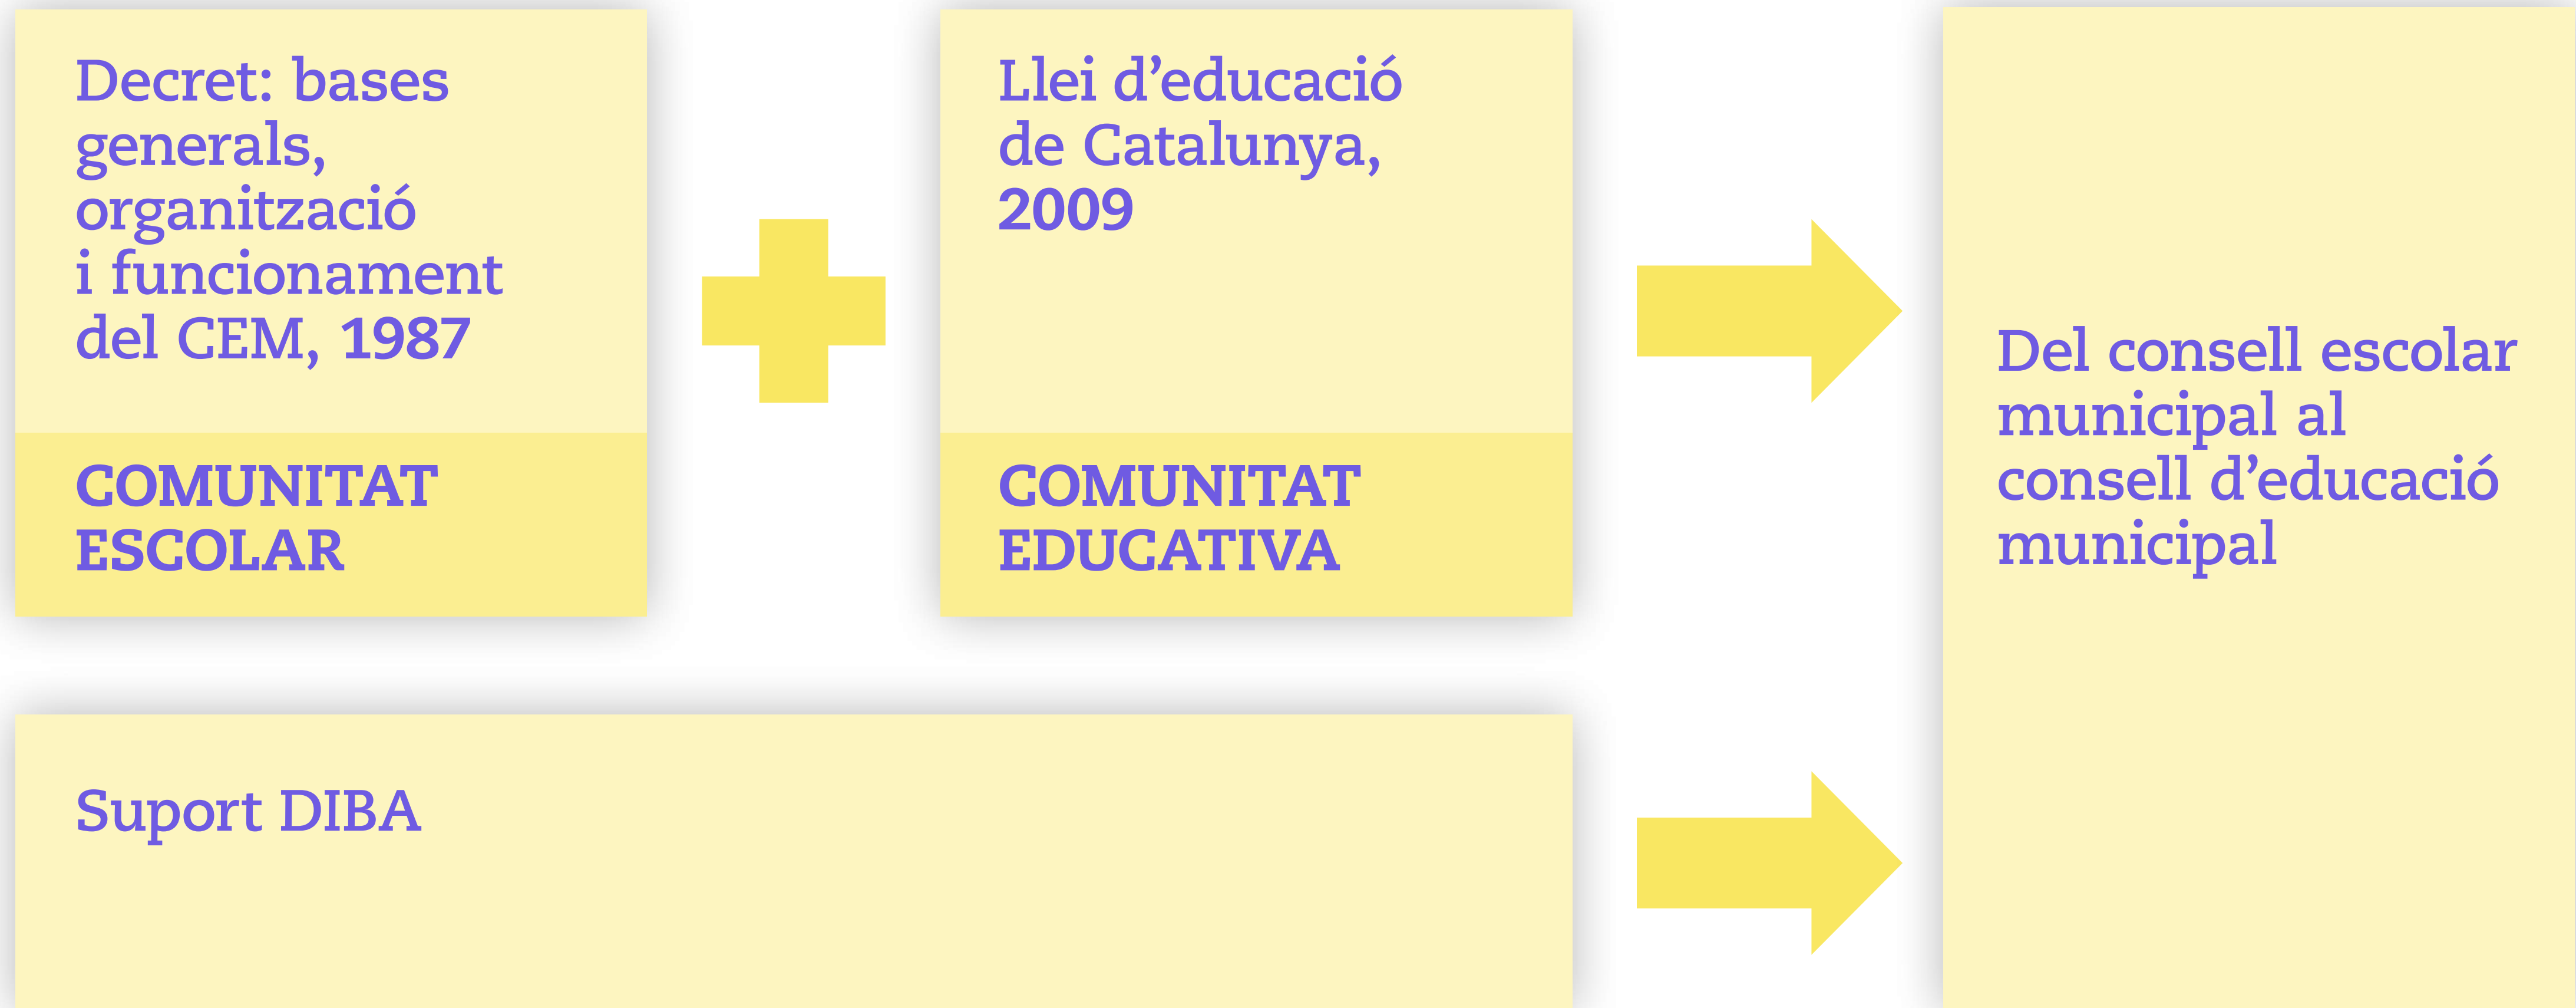 Decret: bases
generals,
organització
i funcionament
del CEM, 1987
COMUNITAT
ESCOLAR
Llei d’educació
de Catalunya,
2009
COMUNITAT
EDUCATIVA
Del consell escolar
municipal al
consell d’educació
municipal
Suport DIBA